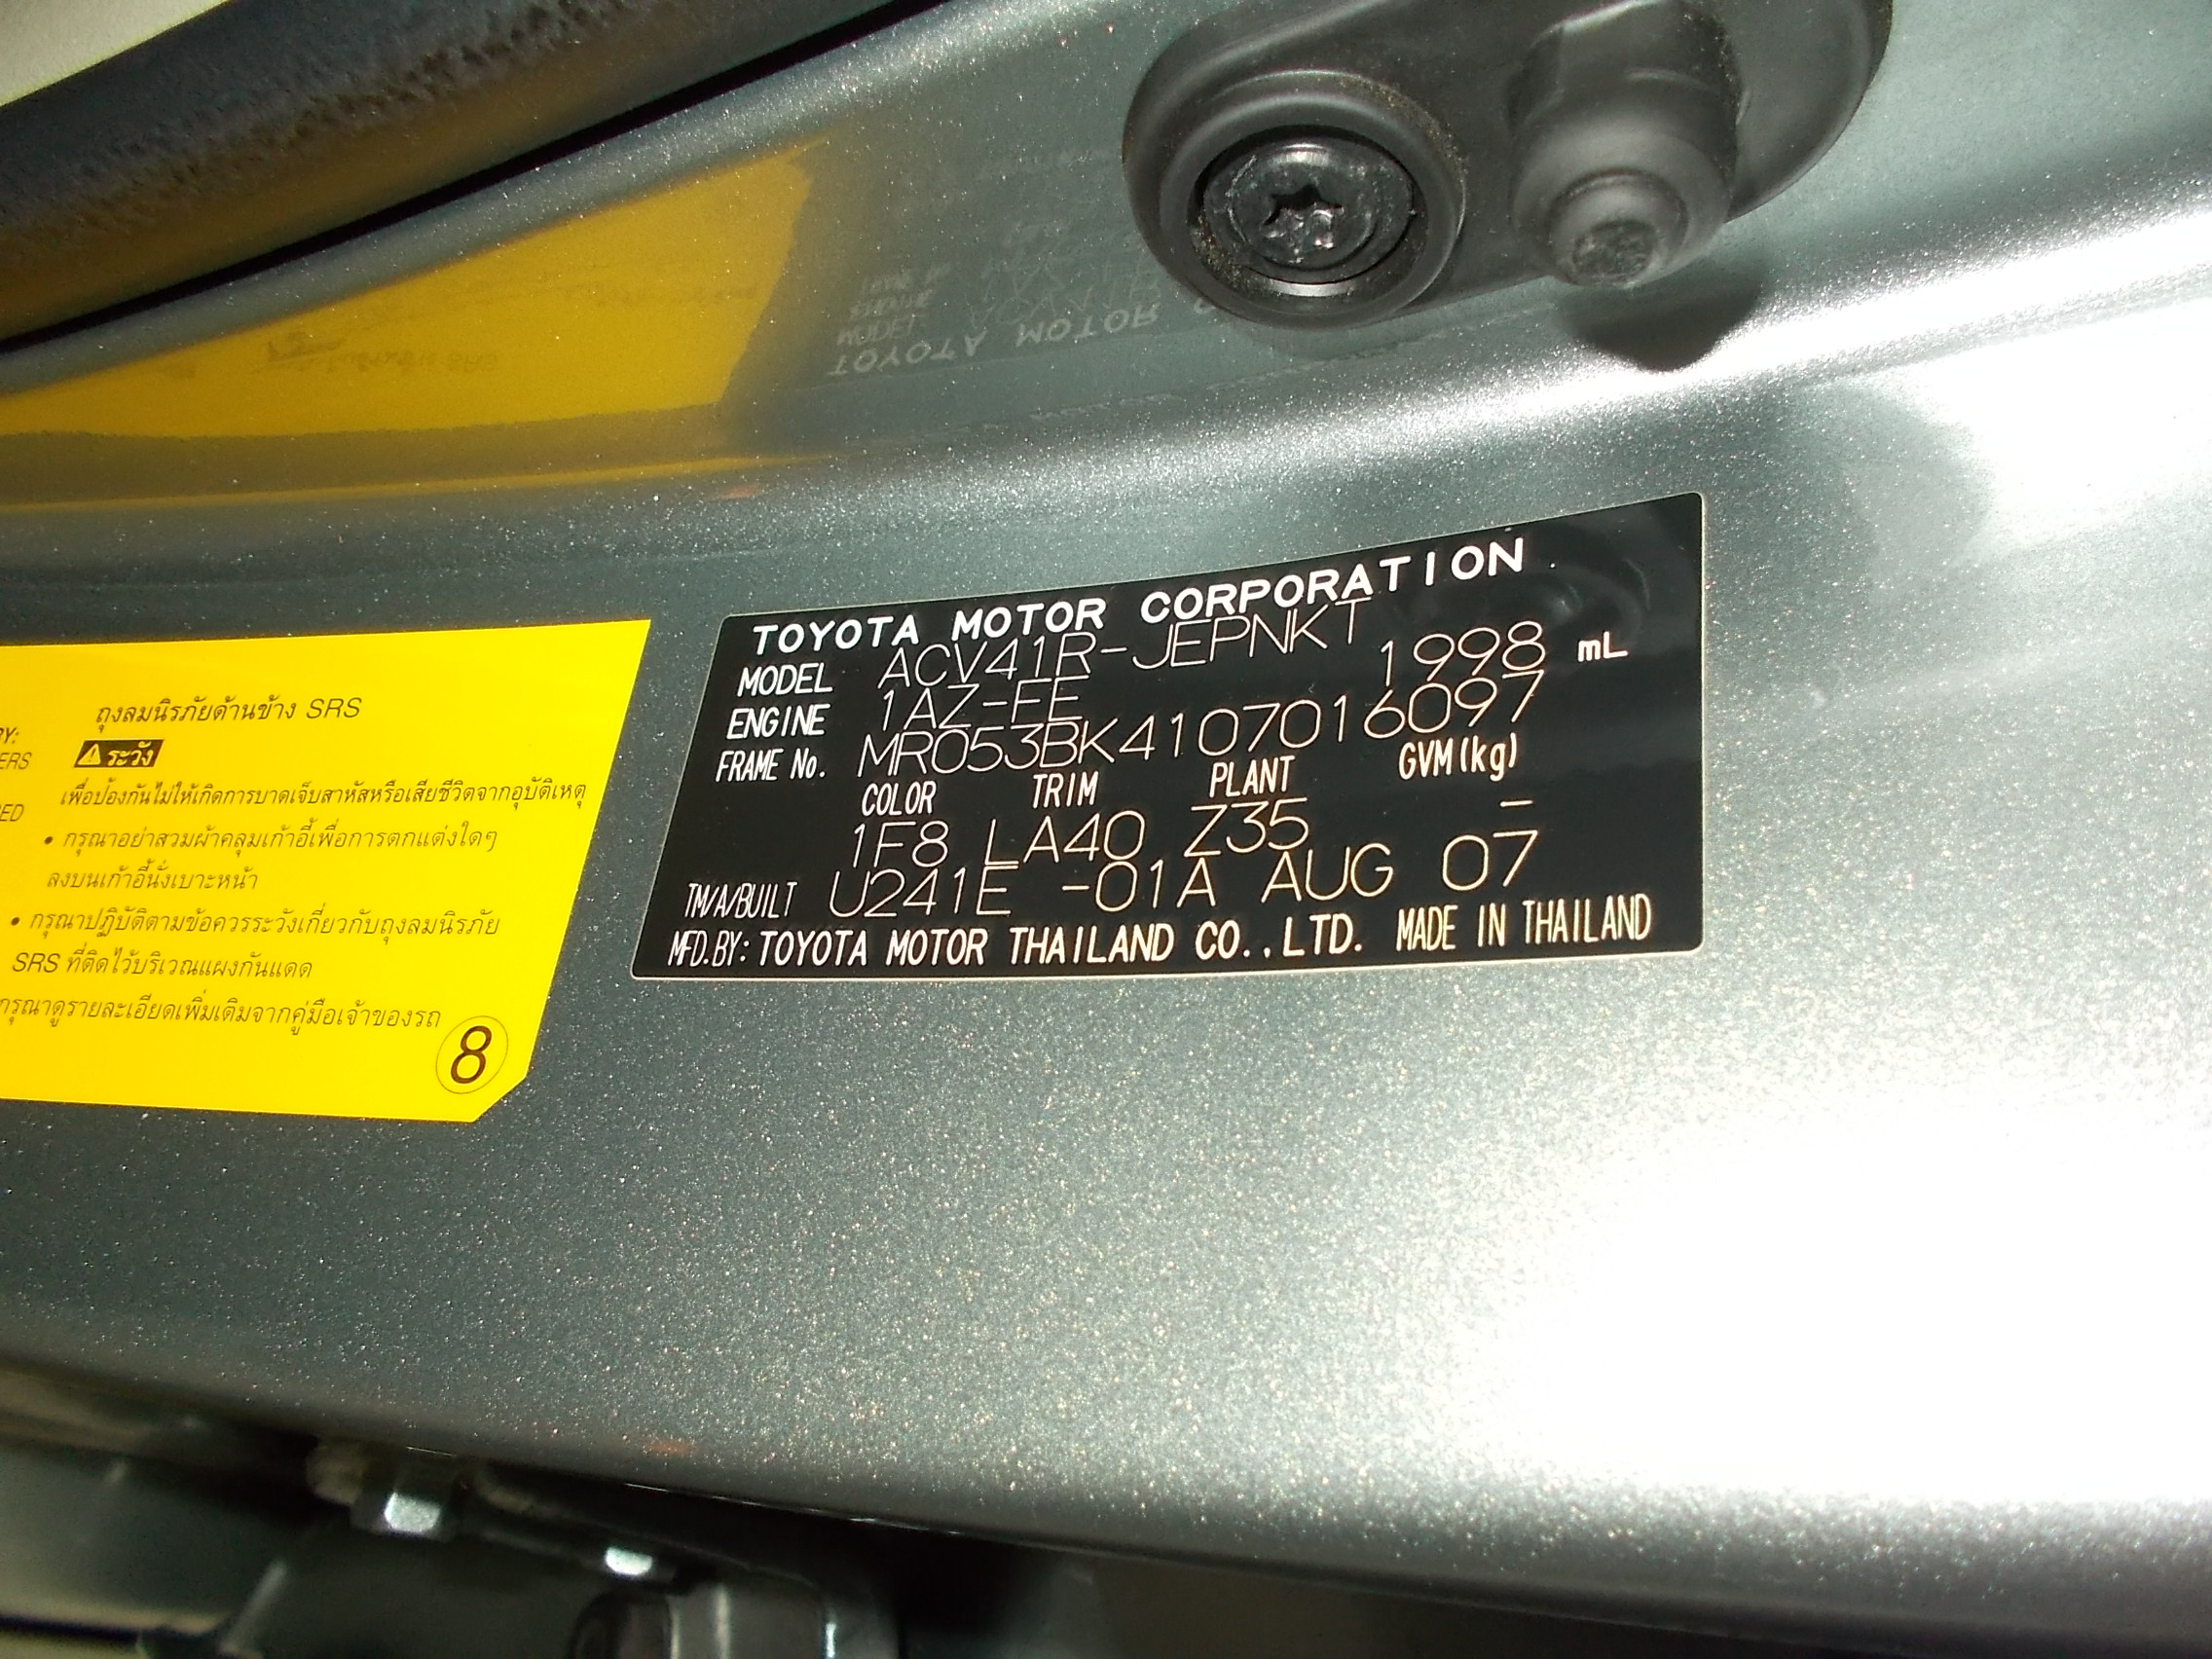 TOYOTA MOTOR CORPORATION
MODEL ACV41R-JEPNKT
ENGINE 1AZ-FE 1998 mL
FRAME No. MR053BK4107016097
COLOR TRIM PLANT GVM(kg)
1F8 LA40 Z35 –
TM/A/BUILT U241E -01A AUG 07
MFD.BY: TOYOTA MOTOR THAILAND CO.,LTD. MADE IN THAILAND
ถุงลมนิรภัยด้านข้าง SRS
ระวัง
เพื่อป้องกันไม่ให้เกิดการบาดเจ็บสาหัสหรือเสียชีวิตจากอุบัติเหตุ
• กรุณาอย่าสวมผ้าคลุมเก้าอี้เพื่อการตกแต่งใดๆ
ลงบนเก้าอี้นั่งเบาะหน้า
• กรุณาปฏิบัติตามข้อควรระวังเกี่ยวกับถุงลมนิรภัย
SRS ที่ติดไว้บริเวณแผงกันแดด
กรุณาดูรายละเอียดเพิ่มเติมจากคู่มือเจ้าของรถ
8